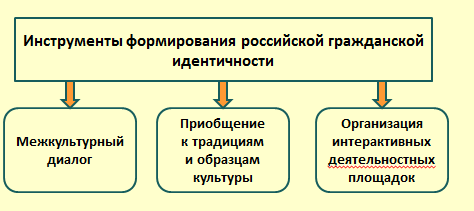 Инструменты формирования российской гражданской
идентичности
Межкультурный
диалог
Приобщение
к традициям
и образцам
культуры
Организация
интерактивных
деятельностных
площадок